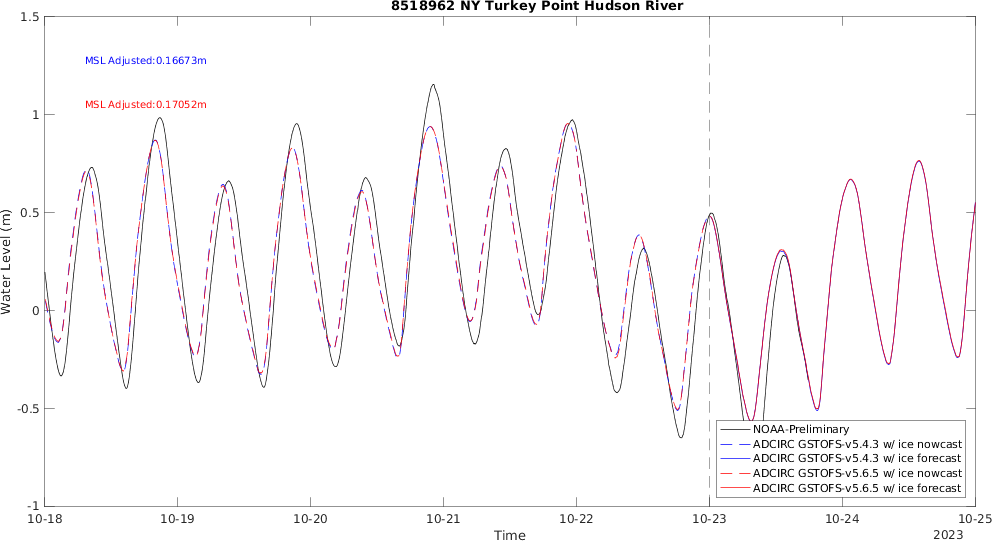 8518962 NY Turkey Point Hudson River
1.5
1
0.5
0
-0.5
-1
Water Level (m)
MSL Adjusted:0.16673m
MSL Adjusted:0.17052m
NOAA-Preliminary
ADCIRC GSTOFS-v5.4.3 w/ ice nowcast
ADCIRC GSTOFS-v5.4.3 w/ ice forecast
ADCIRC GSTOFS-v5.6.5 w/ ice nowcast
ADCIRC GSTOFS-v5.6.5 w/ ice forecast
10-18 10-19 10-20 10-21 10-22 10-23 10-24 10-25
Time
2023